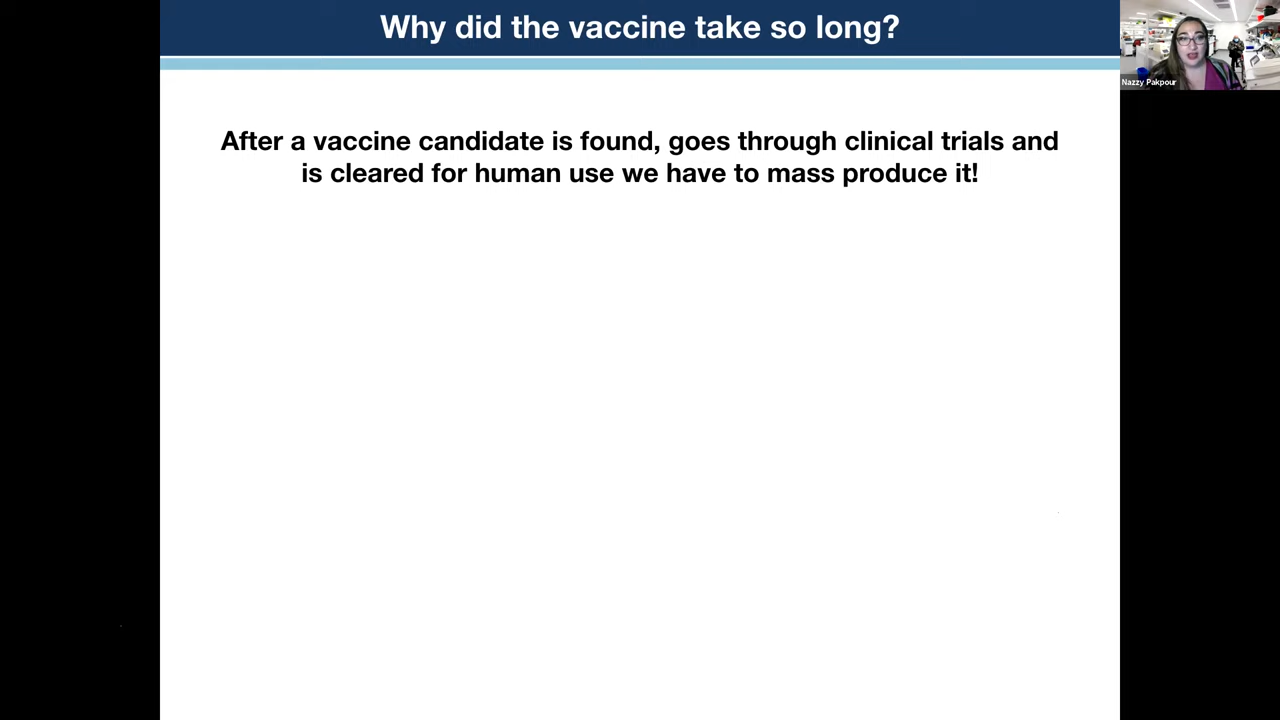 Why did the vaccine take so long?
Nazzy Pakpour
After a vaccine candidate is found, goes through clinical trials and
is cleared for human use we have to mass produce it!